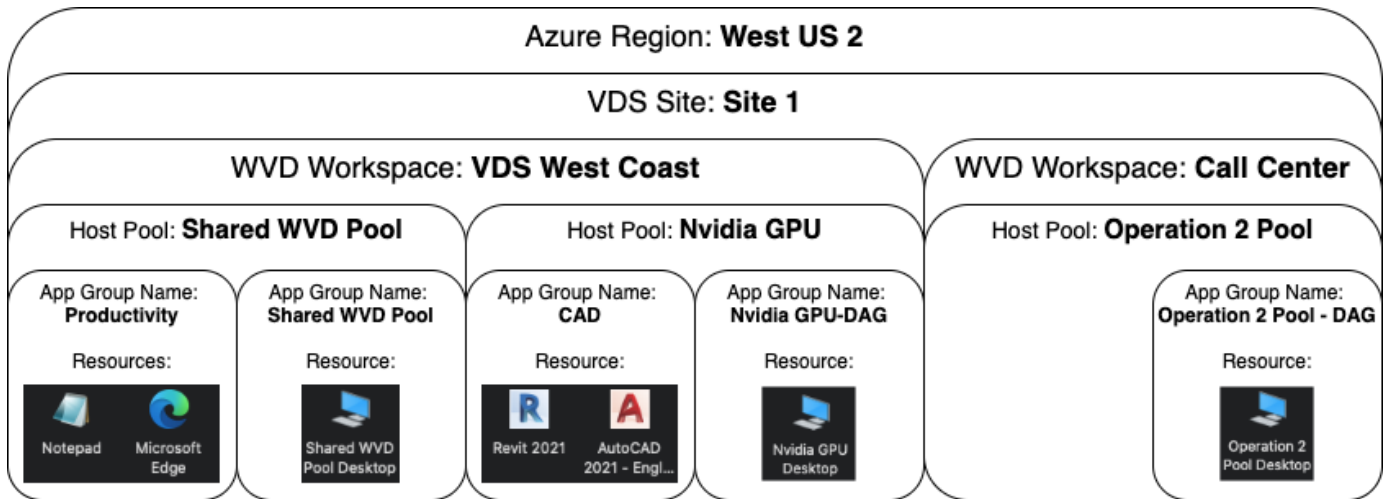 Azure Region: West US 2
VDS Site: Site 1
WVD Workspace: VDS West Coast
WVD Workspace: Call Center
Host Pool: Shared WVD Pool
Host Pool: Nvidia GPU
Host Pool: Operation 2 Pool
App Group Name:
Productivity
Resources:
Notepad
Microsoft
Edge
App Group Name:
Shared WVD Pool
Resource:
Shared WVD
Pool Desktop
App Group Name:
CAD
Resource:
R
Revit 2021
A
AutoCAD
2021 - Engl...
App Group Name:
Nvidia GPU-DAG
Resource:
Nvidia GPU
Desktop
App Group Name:
Operation 2 Pool - DAG
Resource:
Operation 2
Pool Desktop